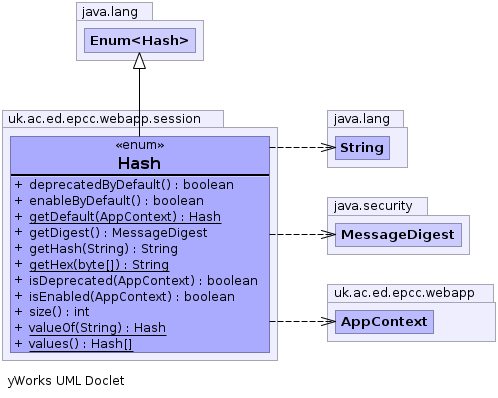 java.lang
Enum<Hash>
uk.ac.ed.epcc.webapp.session
«enum»
Hash
+ deprecatedByDefault() : boolean
+ enableByDefault() : boolean
+ getDefault(AppContext) : Hash
+ getDigest() : MessageDigest
+ getHash(String) : String
+ getHex(byte[]) : String
+ isDeprecated(AppContext) : boolean
+ isEnabled(AppContext) : boolean
+ size() : int
+ valueOf(String) : Hash
+ values() : Hash[]
java.lang
String
java.security
MessageDigest
uk.ac.ed.epcc.webapp
AppContext
yWorks UML Doclet